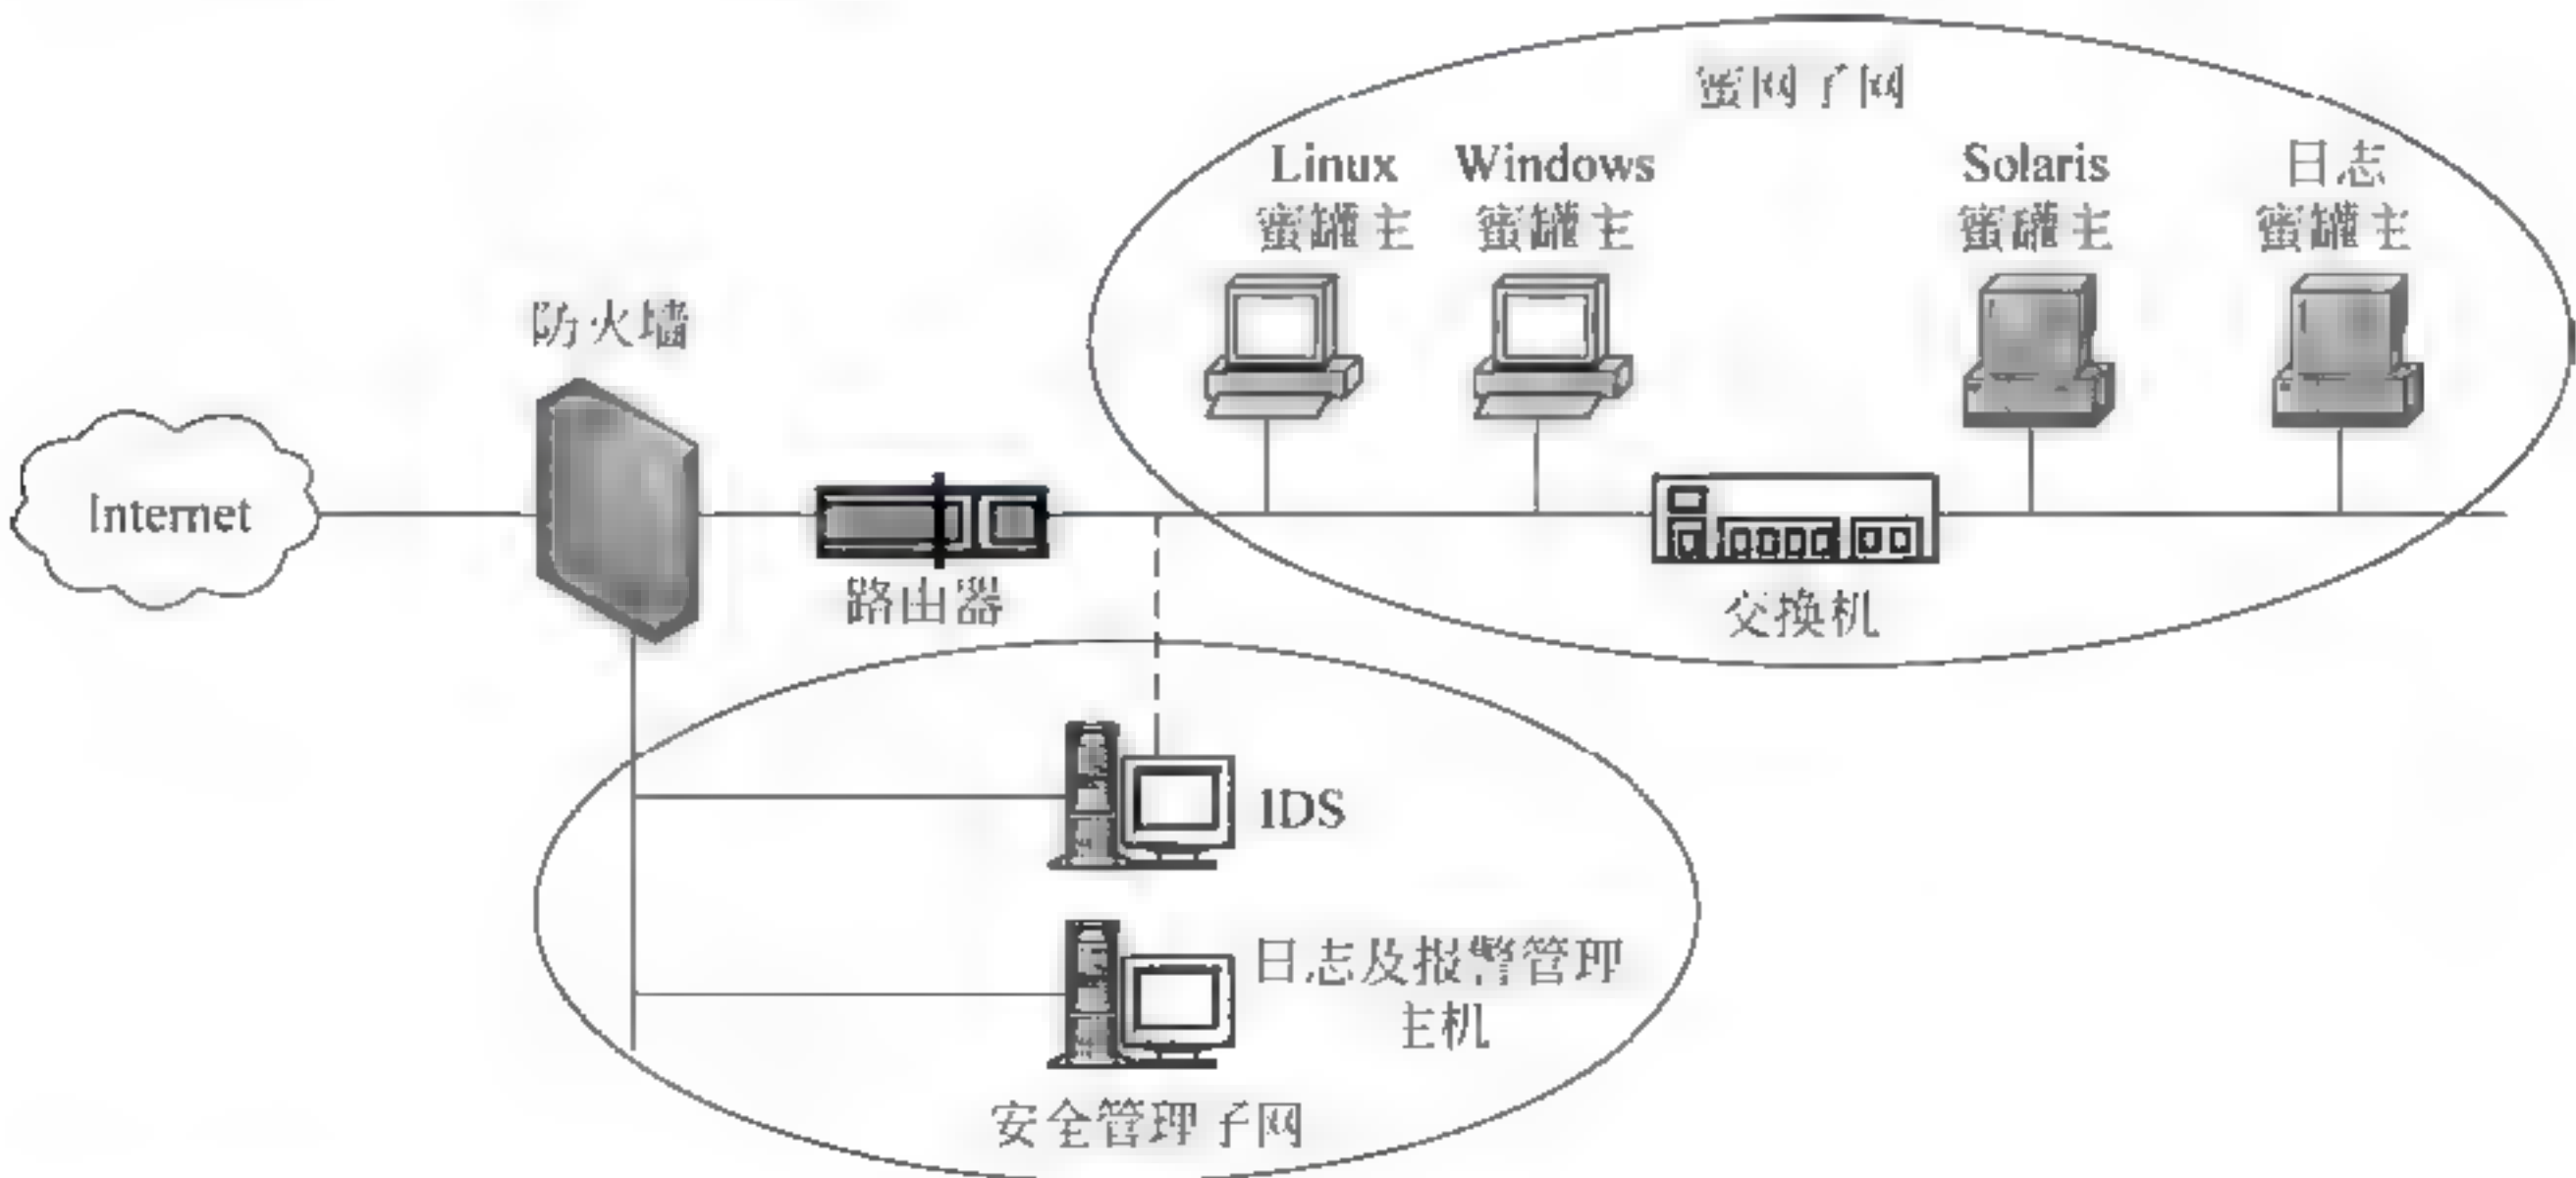 蜜网子网
Linux
蜜罐主
Windows
蜜罐主
Solaris
蜜罐主
日志
蜜罐主
防火墙
Internet
路由器
交换机
IDS
日志及报警管理
主机
安全管理子网